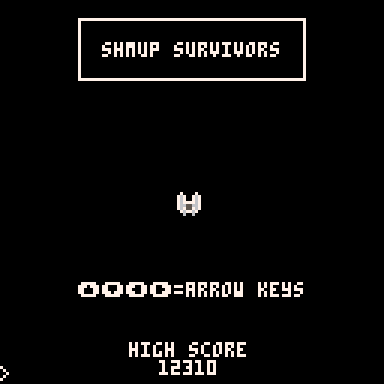 SHMUP SURVIVORS
⬆️⬇️⬅️➡️=ARROW KEYS
HIGH SCORE
12310